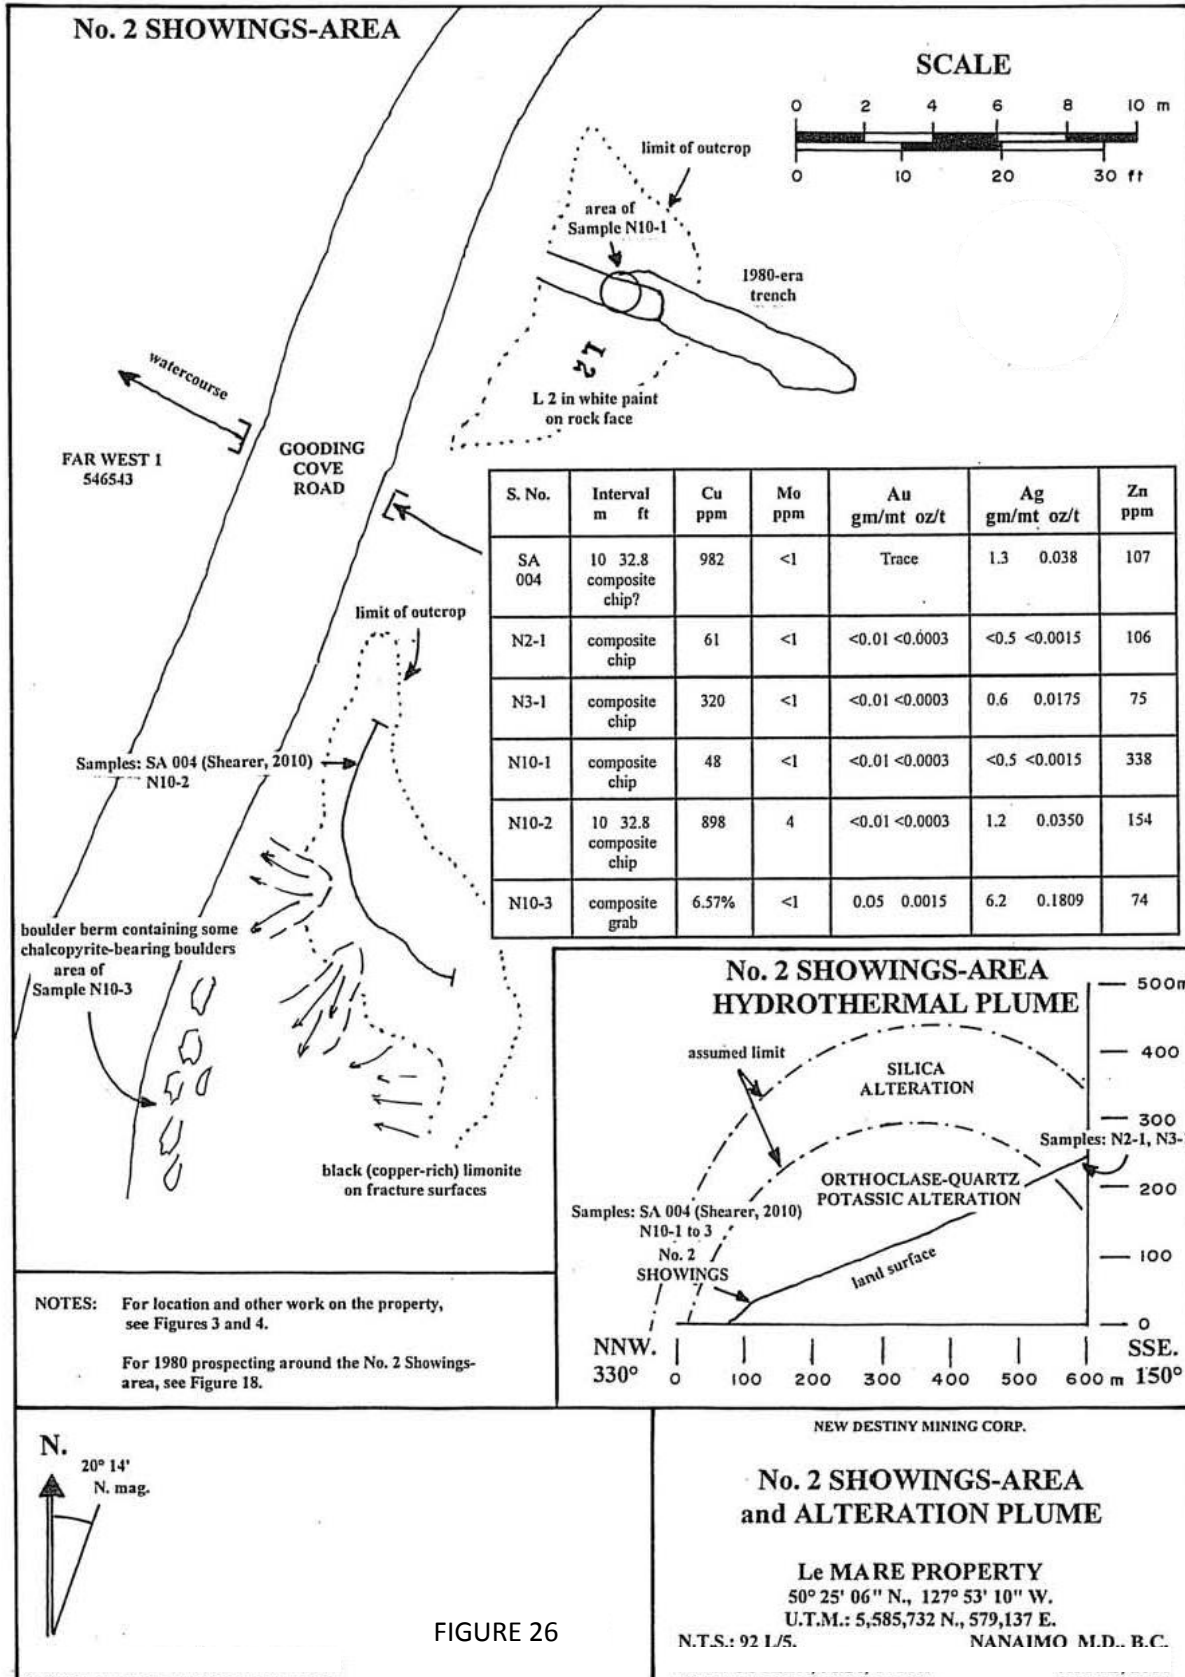 No. 2 SHOWINGS-AREA
SCALE
0 2 4 6 8 10 m
0 10 20 30 ft
limit of outcrop
area of
Sample N10-1
1980-era
trench
L2
L 2 in white paint
on rock face
watercourse
FAR WEST 1
546543
GOODING
COVE
ROAD
S. No. Interval m ft Cu ppm Mo ppm Au gm/mt oz/t Ag gm/mt oz/t Zn ppm
SA 004 10 32.8 composite chip? 982 <1 Trace 1.3 0.038 107
N2-1 composite chip 61 <1 <0.01 <0.0003 <0.5 <0.0015 106
N3-1 composite chip 320 <1 <0.01 <0.0003 0.6 0.0175 75
N10-1 composite chip 48 <1 <0.01 <0.0003 <0.5 <0.0015 338
N10-2 10 32.8 composite chip 898 4 <0.01 <0.0003 1.2 0.0350 154
N10-3 composite grab 6.57% <1 0.05 0.0015 6.2 0.1809 74
limit of outcrop
Samples: SA 004 (Shearer, 2010)
N10-2
boulder berm containing some
chalcopyrite-bearing boulders
area of
Sample N10-3
black (copper-rich) limonite
on fracture surfaces
No. 2 SHOWINGS-AREA
HYDROTHERMAL PLUME
500m
400
300
200
100
0
assumed limit
SILICA
ALTERATION
Samples: N2-1, N3-
ORTHOCLASE-QUARTZ
POTASSIC ALTERATION
Samples: SA 004 (Shearer, 2010)
N10-1 to 3
No. 2
SHOWINGS
land surface
NNW.
330°
0 100 200 300 400 500 600 m
SSE.
150°
NOTES: For location and other work on the property,
see Figures 3 and 4.
For 1980 prospecting around the No. 2 Showings-
area, see Figure 18.
N.
20° 14'
N. mag.
FIGURE 26
NEW DESTINY MINING CORP.
No. 2 SHOWINGS-AREA
and ALTERATION PLUME
Le MARE PROPERTY
50° 25' 06" N., 127° 53' 10" W.
U.T.M.: 5,585,732 N., 579,137 E.
N.T.S.: 92 L/5. NANAIMO M.D., B.C.